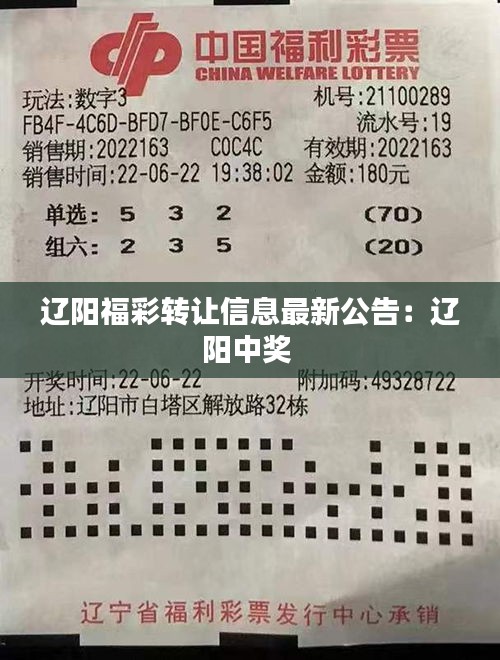 中国福利彩票
CHINA WELFARE LOTTERY
玩法:数字3 机号:21100289
FB4F-4C6D-BFD7-BF0E-C6F5 流水号:19
销售期:2022163 C0C4C 有效期:2022163
销售时间:22-06-22 19:38:02 金额:180元
单选: 5 3 2 (70)
组六: 2 3 5 (20)
辽阳福彩转让信息最新公告：辽
阳中奖
开奖时间:22-06-22 附加码:49328722
地址:辽阳市白塔区解放路32栋
辽宁省福利彩票发行中心承销